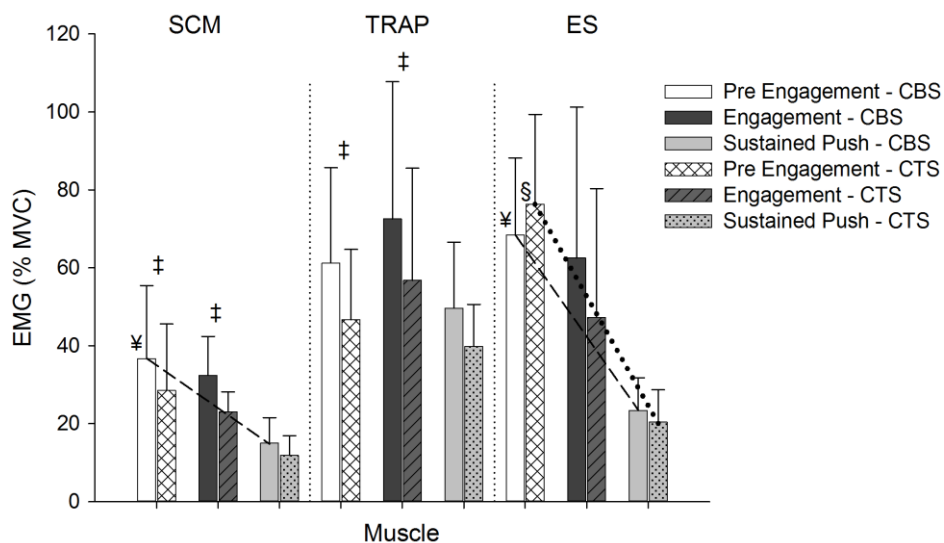 SCM TRAP ES
120
100
80
60
40
20
0
EMG (% MVC)
‡
‡
‡
‡
¥
¥
§
Muscle
Pre Engagement - CBS
Engagement - CBS
Sustained Push - CBS
Pre Engagement - CTS
Engagement - CTS
Sustained Push - CTS